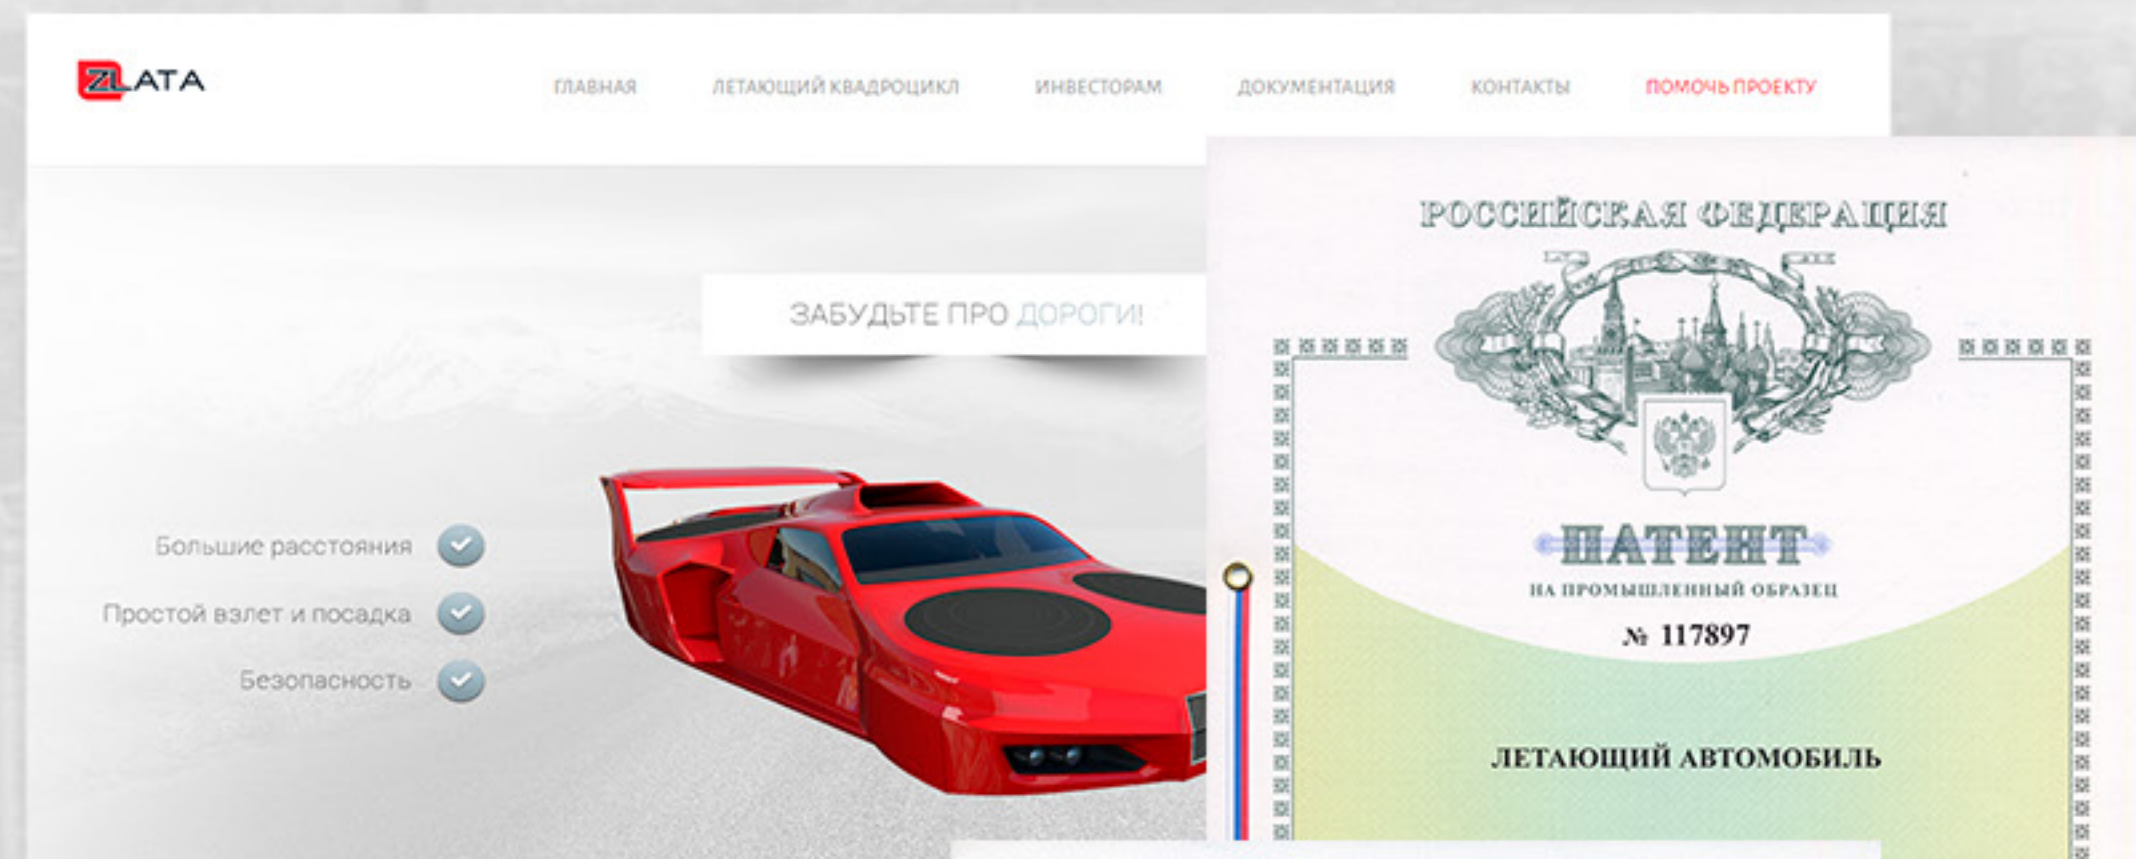 ZLATA
ГЛАВНАЯ ЛЕТАЮЩИЙ КВАДРОЦИКЛ ИНВЕСТОРАМ ДОКУМЕНТАЦИЯ КОНТАКТЫ ПОМОЧЬ ПРОЕКТУ
ЗАБУДЬТЕ ПРО ДОРОГИ!
Большие расстояния
Простой взлет и посадка
Безопасность
РОССИЙСКАЯ ФЕДЕРАЦИЯ
ПАТЕНТ
НА ПРОМЫШЛЕННЫЙ ОБРАЗЕЦ
№ 117897
ЛЕТАЮЩИЙ АВТОМОБИЛЬ